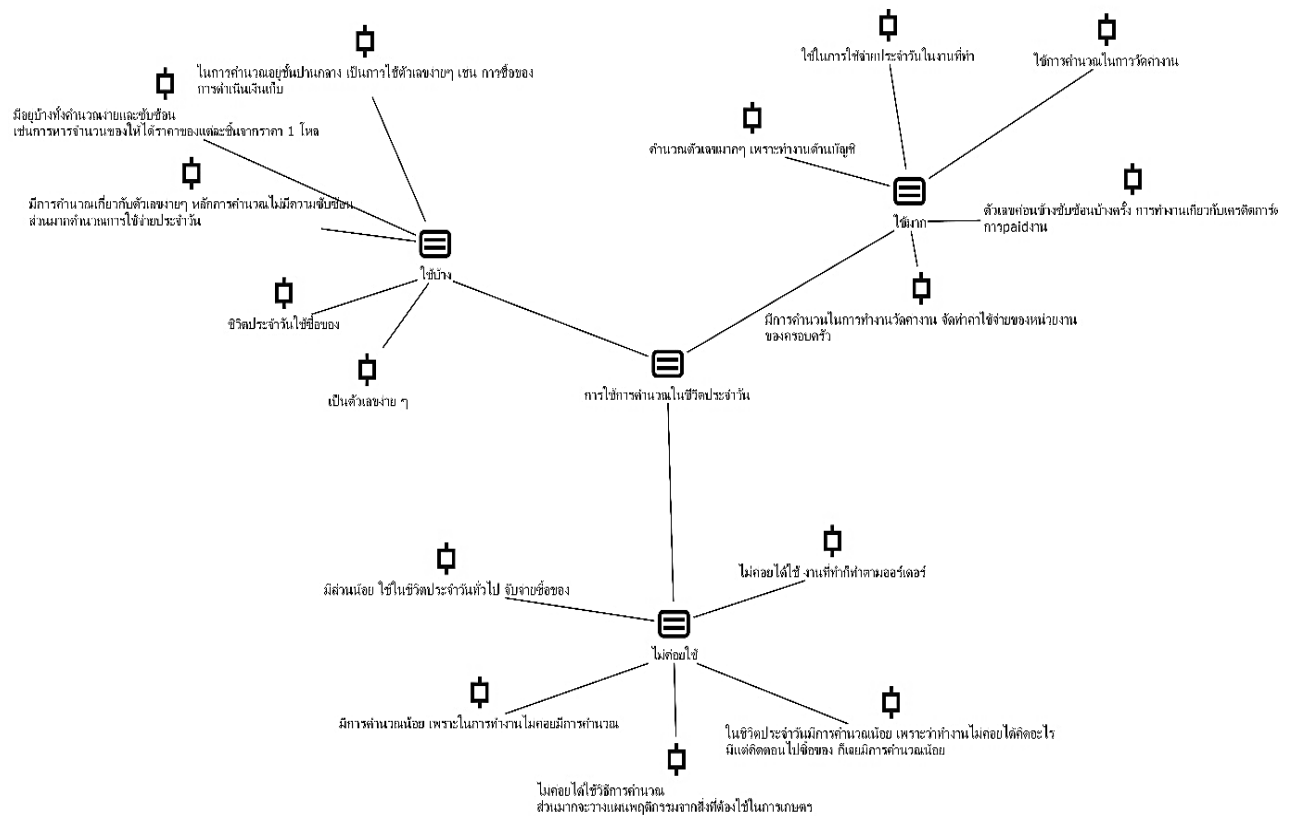 ในการคำนวณอยู่ชั้นปานกลาง เป็นการใช้ตัวเลขง่ายๆ เช่น การซื้อของ
การดำเนินเงินเก็บ
มีอยู่บ้างทั้งคำนวณง่ายและซับซ้อน
เช่นการหารจำนวนของให้ได้ราคาของแต่ละชิ้นจากราคา 1 โหล
มีการคำนวณเกี่ยวกับตัวเลขง่ายๆ หลักการคำนวณไม่มีความซับซ้อน
ส่วนมากคำนวณการใช้จ่ายประจำวัน
ใช้บ้าง
ชีวิตประจำวันใช้ซื้อของ
เป็นตัวเลขง่าย ๆ
ใช้ในการใช้จ่ายประจำวันในงานที่ทำ
ใช้การคำนวณในการวัดค่างาน
คำนวณตัวเลขมากๆ เพราะทำงานด้านบัญชี
ใช้มาก
ตัวเลขค่อนข้างซับซ้อนบ้างครั้ง การทำงานเกี่ยวกับเครดิตการ์ด
การpaidงาน
มีการคำนวนในการทำงานวัดค่างาน จัดทำค่าใช้จ่ายของหน่วยงาน
ของครอบครัว
การใช้การคำนวณในชีวิตประจำวัน
มีส่วนน้อย ใช้ในชีวิตประจำวันทั่วไป จับจ่ายซื้อของ
ไม่ค่อยได้ใช้ งานที่ทำก็ทำตามออร์เดอร์
ไม่ค่อยใช้
มีการคำนวณน้อย เพราะในการทำงานไม่ค่อยมีการคำนวณ
ในชีวิตประจำวันมีการคำนวณน้อย เพราะว่าทำงานไม่ค่อยได้คิดอะไร
มีแต่คิดตอนไปซื้อของ ก็เลยมีการคำนวณน้อย
ไม่ค่อยได้ใช้วิธีการคำนวณ
ส่วนมากจะวางแผนพฤติกรรมจากสิ่งที่ต้องใช้ในการเกษตร